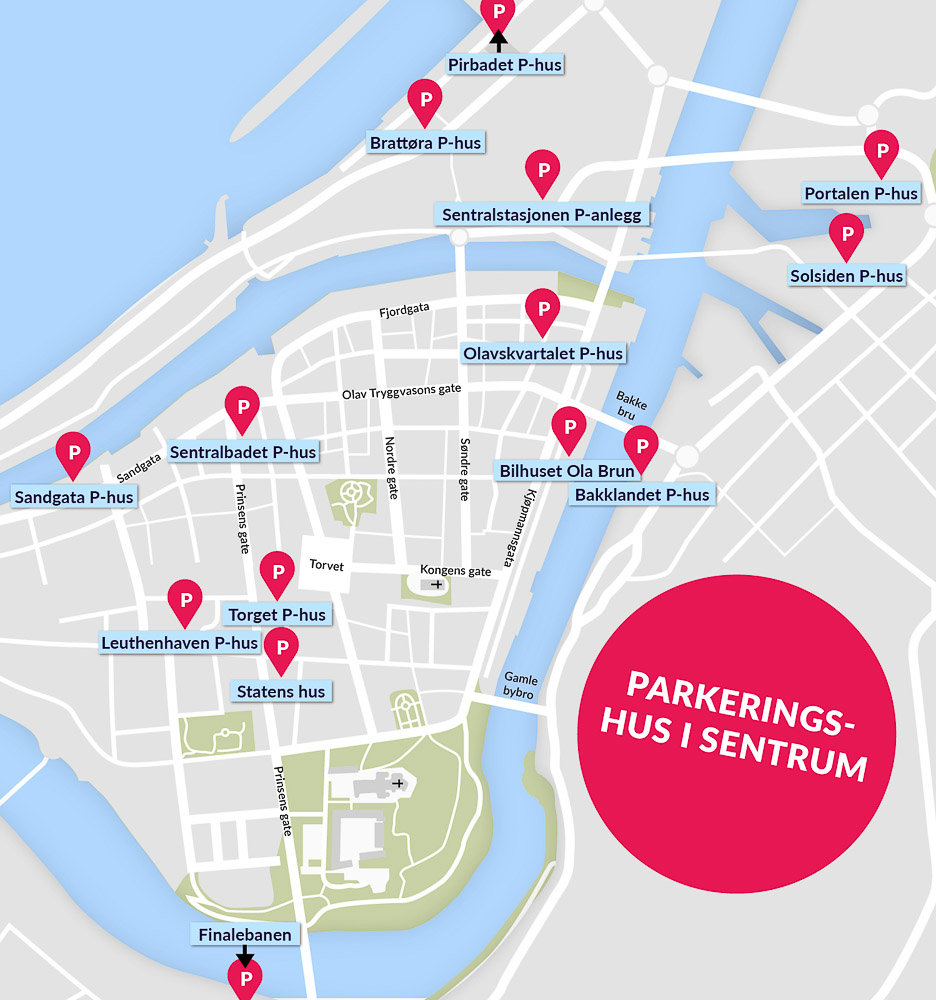 P
Pirbadet P-hus
P
Brattøra P-hus
P
Portalen P-hus
P
Sentralstasjonen P-anlegg
P
Solsiden P-hus
Fjordgata
P
Olavskvartalet P-hus
Olav Tryggvasons gate
Bakke
bru
P
Sentralbadet P-hus
P
Bilhuset Ola Brun
P
Bakklandet P-hus
P
Sandgata P-hus
Sandgata
Nordre gate
Søndre gate
Prinsens gate
Kjøpmannsgata
Torvet
Kongens gate
P
Torget P-hus
P
Leuthenhaven P-hus
P
Statens hus
Gamle
bybro
PARKERINGS-
HUS I SENTRUM
Prinsens gate
Finalebanen
P